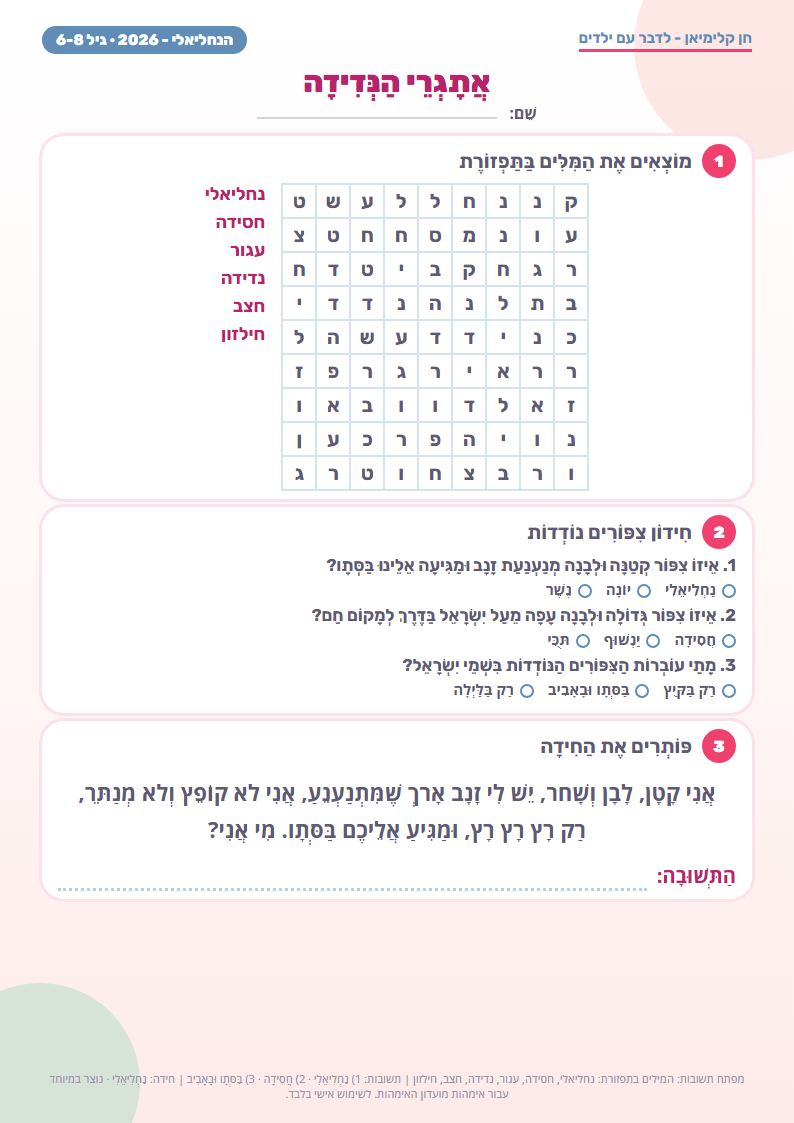 חן קלימיאן - לדבר עם ילדים
הנחליאלי - 2026 • גיל 6-8
אֶתְגְּרֵי הַנְּדִידָה
שֵׁם:
1 מוֹצְאִים אֶת הַמִּלִּים בַּתַּפְזוֹרֶת
ק נ נ ח ל ל ע ש ט
ע ו נ מ ס ח ח ט צ
ר ג ח ק ב י ט ד ח
ב ת ל נ ה נ ד ד י
כ נ י ד ד ע ש ה ל
ר ר א י ר ג ר פ ז
ז א ל ד ו ו ב א ו
נ ו י ה פ ר כ ע ן
ו ר ב צ ח ו ט ר ג
נחליאלי
חסידה
עגור
נדידה
חצב
חילזון
2 חִידוֹן צִפּוֹרִים נוֹדְדוֹת
1. אֵיזוֹ צִפּוֹר קְטַנָּה וּלְבָנָה מְנַעְנַעַת זָנָב וּמַגִּיעָה אֵלֵינוּ בַּסְּתָו?
נַחְלִיאֵלִי יוֹנָה נֶשֶׁר
2. אֵיזוֹ צִפּוֹר גְּדוֹלָה וּלְבָנָה עָפָה מֵעַל יִשְׂרָאֵל בַּדֶּרֶךְ לְמָקוֹם חַם?
חֲסִידָה יַנְשׁוּף תֻּכִּי
3. מָתַי עוֹבְרוֹת הַצִּפּוֹרִים הַנּוֹדְדוֹת בִּשְׁמֵי יִשְׂרָאֵל?
רַק בַּקַּיִץ בַּסְּתָו וּבָאָבִיב רַק בַּלַּיְלָה
3 פּוֹתְרִים אֶת הַחִידָה
אֲנִי קָטָן, לָבָן וְשָׁחֹר, יֵשׁ לִי זָנָב אָרֹךְ שֶׁמִּתְנַעְנֵעַ, אֲנִי לֹא קוֹפֵץ וְלֹא מְנַתֵּר,
רַק רָץ רָץ רָץ, וּמַגִּיעַ אֲלֵיכֶם בַּסְּתָו. מִי אֲנִי?
הַתְּשׁוּבָה:
מפתח תשובות: המילים בתפזורת: נחליאלי, חסידה, עגור, נדידה, חצב, חילזון | תשובות: 1) נַחְלִיאֵלִי · 2) חֲסִידָה · 3) בַּסְּתָו וּבָאָבִיב | חידה: נַחְלִיאֵלִי · נוצר במיוחד
עבור אימהות מועדון האימהות. לשימוש אישי בלבד.